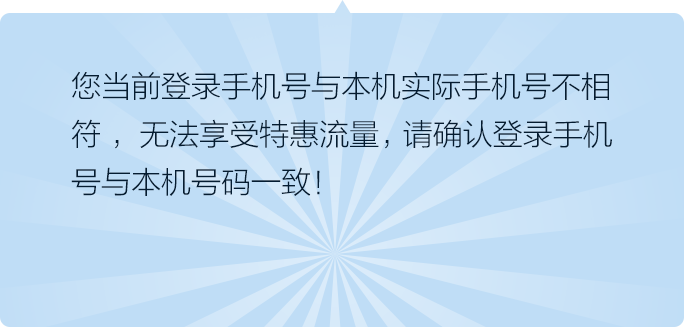 您当前登录手机号与本机实际手机号不相
符 ，无法享受特惠流量，请确认登录手机
号与本机号码一致！